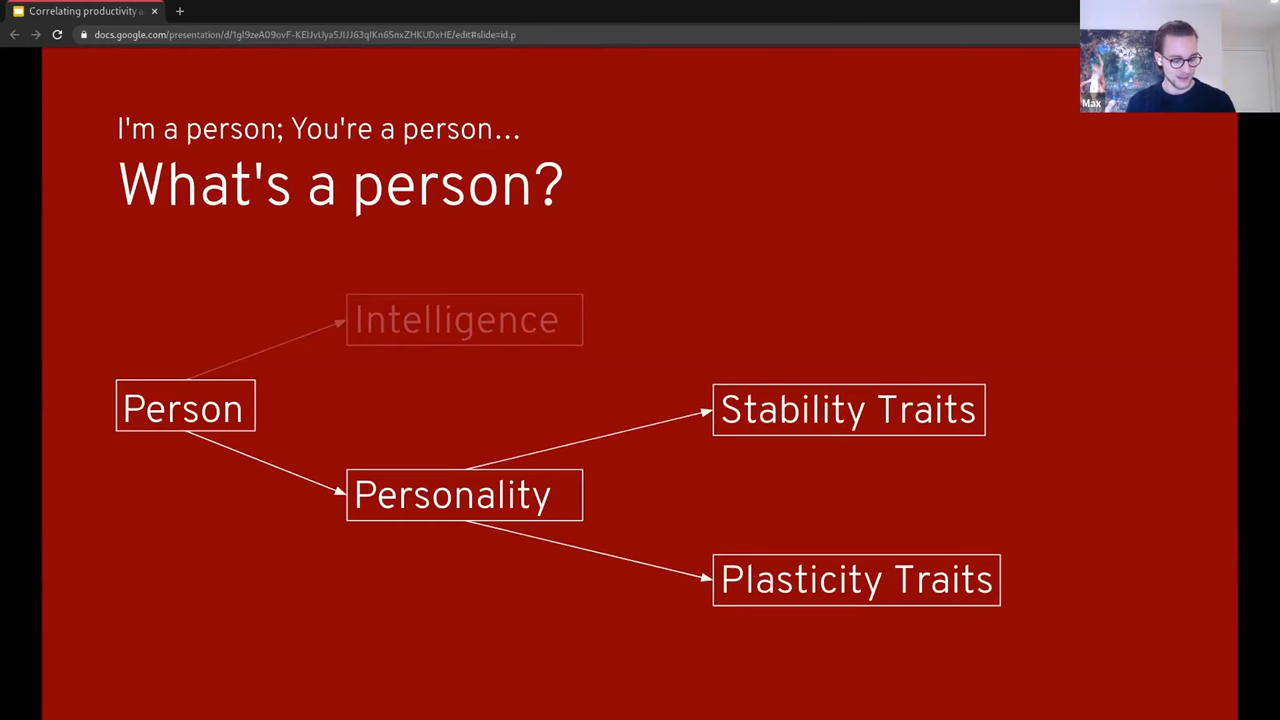 Correlating productivity a
docs.google.com/presentation/d/1gl9zeA09ovF-KEIJvUya5JIJJ63qIKn65nxZHKUDxHE/edit#slide=id.p
Max
I'm a person; You're a person...
What's a person?
Intelligence
Person
Stability Traits
Personality
Plasticity Traits